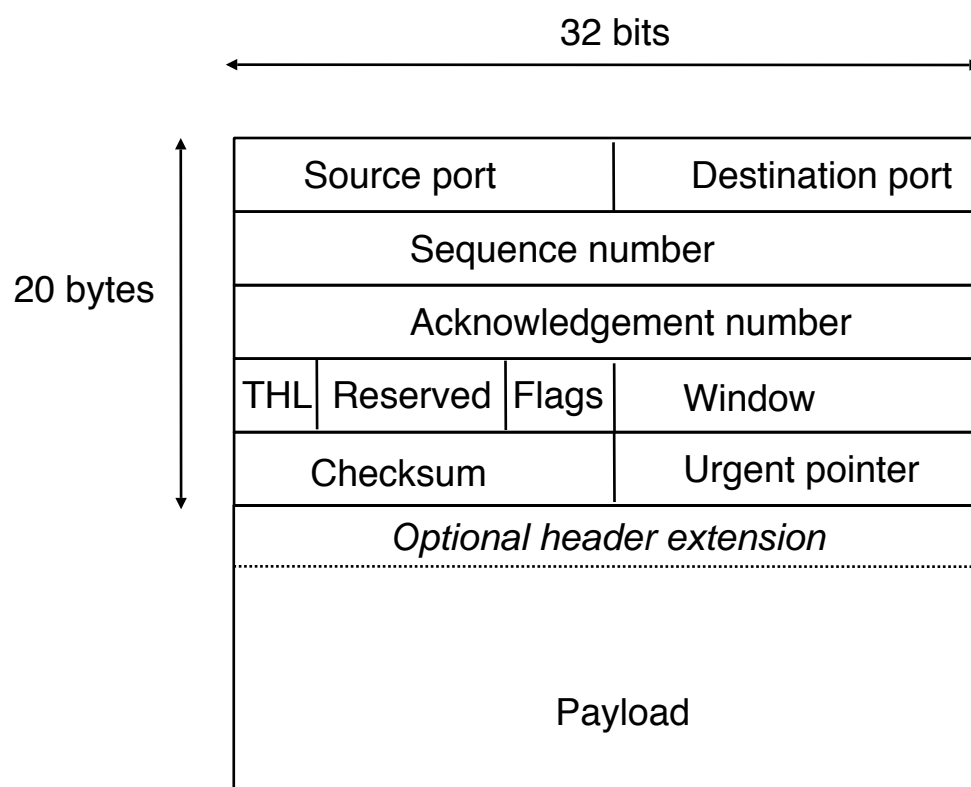 32 bits
Source port Destination port
Sequence number
20 bytes
Acknowledgement number
THL Reserved Flags Window
Checksum Urgent pointer
Optional header extension
Payload